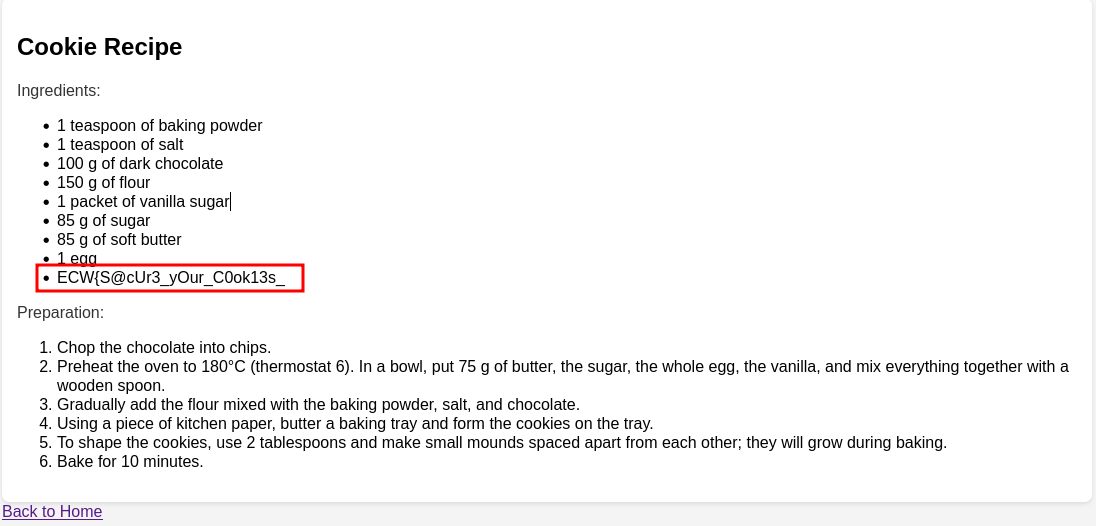 Cookie Recipe
Ingredients:
• 1 teaspoon of baking powder
• 1 teaspoon of salt
• 100 g of dark chocolate
• 150 g of flour
• 1 packet of vanilla sugar
• 85 g of sugar
• 85 g of soft butter
• 1 egg
• ECW{S@cUr3_yOur_C0ok13s_
Preparation:
1. Chop the chocolate into chips.
2. Preheat the oven to 180°C (thermostat 6). In a bowl, put 75 g of butter, the sugar, the whole egg, the vanilla, and mix everything together with a
wooden spoon.
3. Gradually add the flour mixed with the baking powder, salt, and chocolate.
4. Using a piece of kitchen paper, butter a baking tray and form the cookies on the tray.
5. To shape the cookies, use 2 tablespoons and make small mounds spaced apart from each other; they will grow during baking.
6. Bake for 10 minutes.
Back to Home